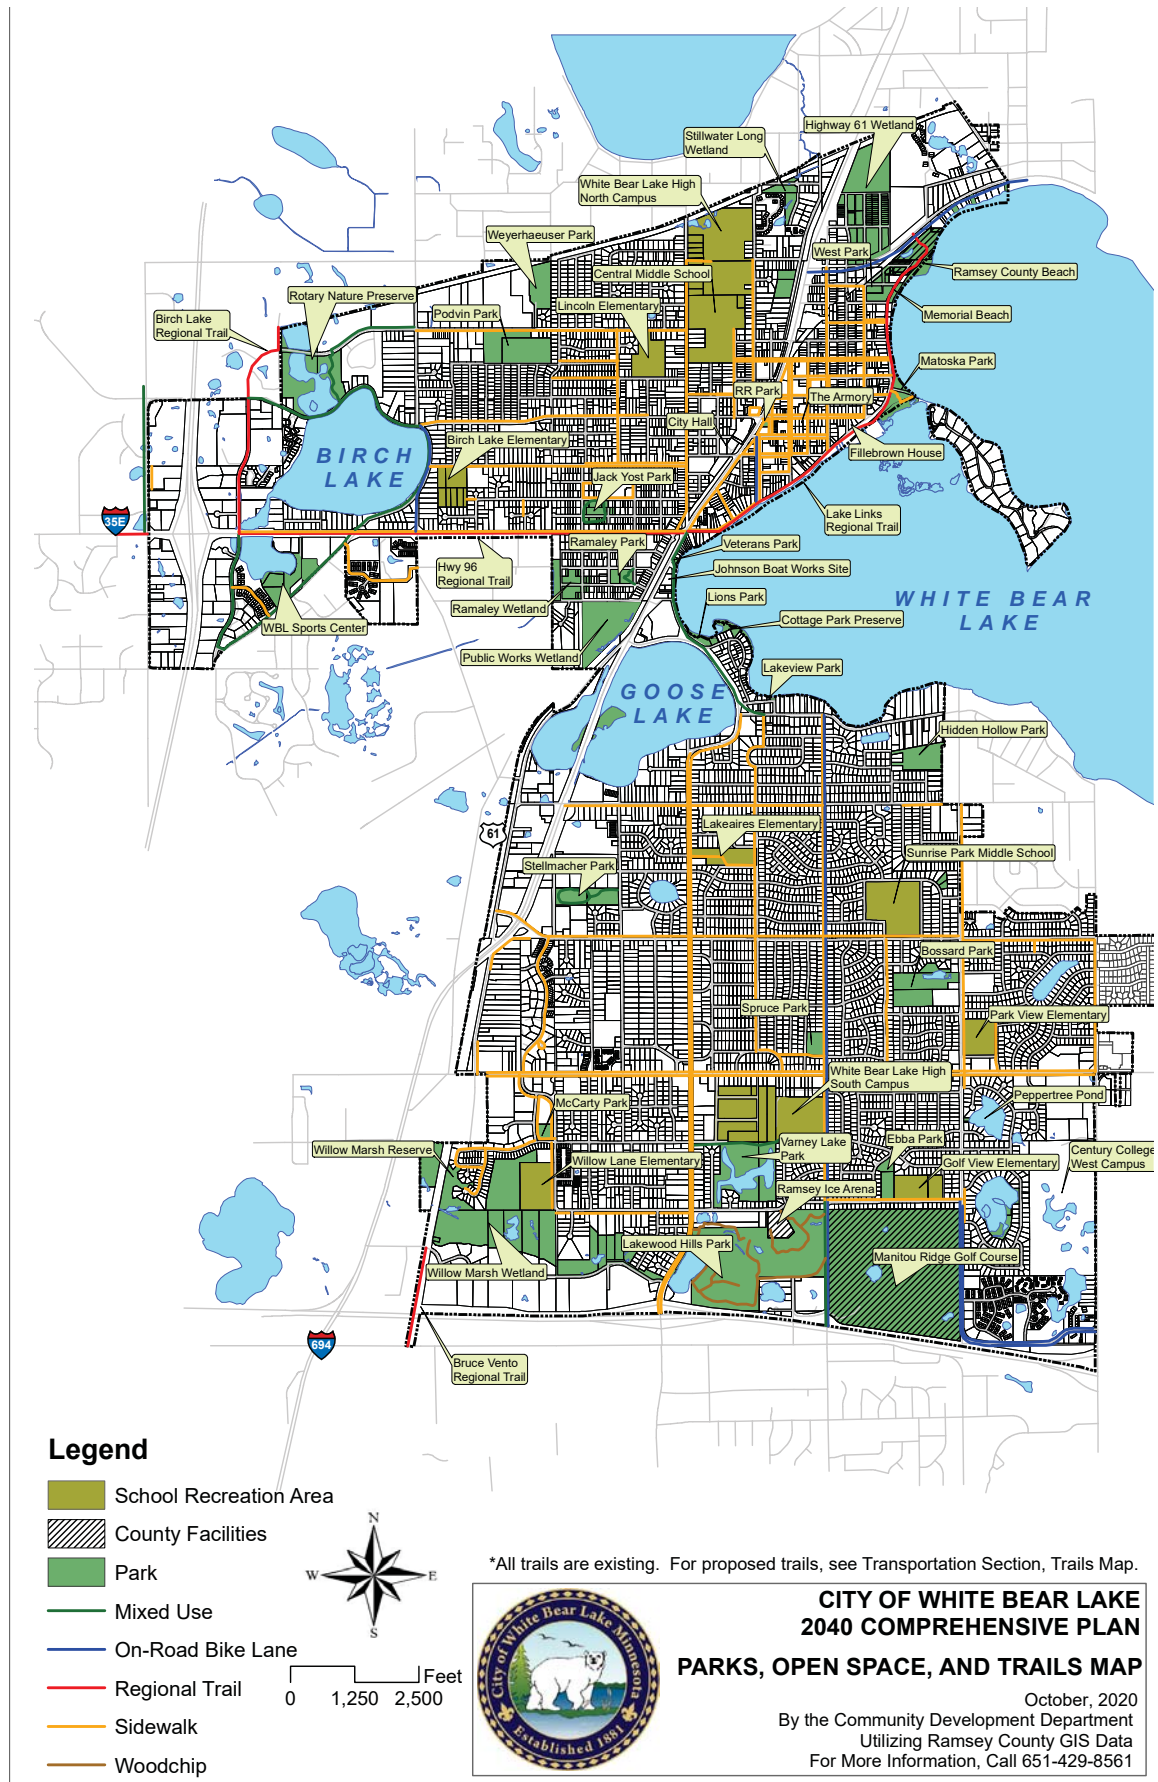 Highway 61 Wetland
Stillwater Long
Wetland
White Bear Lake High
North Campus
Weyerhaeuser Park
West Park
Central Middle School
Ramsey County Beach
Rotary Nature Preserve
Lincoln Elementary
Birch Lake
Regional Trail
Podvin Park
Memorial Beach
Matoska Park
RR Park
The Armory
City Hall
Birch Lake Elementary
Fillebrown House
BIRCH
LAKE
Jack Yost Park
35E
Lake Links
Regional Trail
Ramaley Park
Veterans Park
Hwy 96
Regional Trail
Johnson Boat Works Site
Lions Park
WHITE BEAR
LAKE
Ramaley Wetland
Cottage Park Preserve
WBL Sports Center
Public Works Wetland
Lakeview Park
GOOSE
LAKE
Hidden Hollow Park
61
Lakeaires Elementary
Sunrise Park Middle School
Stellmacher Park
Bossard Park
Spruce Park
Park View Elementary
White Bear Lake High
South Campus
McCarty Park
Peppertree Pond
Willow Marsh Reserve
Varney Lake
Park
Ebba Park
Century College
West Campus
Willow Lane Elementary
Golf View Elementary
Ramsey Ice Arena
Lakewood Hills Park
Manitou Ridge Golf Course
Willow Marsh Wetland
694
Bruce Vento
Regional Trail
Legend
School Recreation Area
County Facilities
Park
Mixed Use
On-Road Bike Lane
Regional Trail
Sidewalk
Woodchip
N
W E
S
Feet
0 1,250 2,500
*All trails are existing. For proposed trails, see Transportation Section, Trails Map.
City of White Bear Lake Minnesota
Established 1881
CITY OF WHITE BEAR LAKE
2040 COMPREHENSIVE PLAN
PARKS, OPEN SPACE, AND TRAILS MAP
October, 2020
By the Community Development Department
Utilizing Ramsey County GIS Data
For More Information, Call 651-429-8561